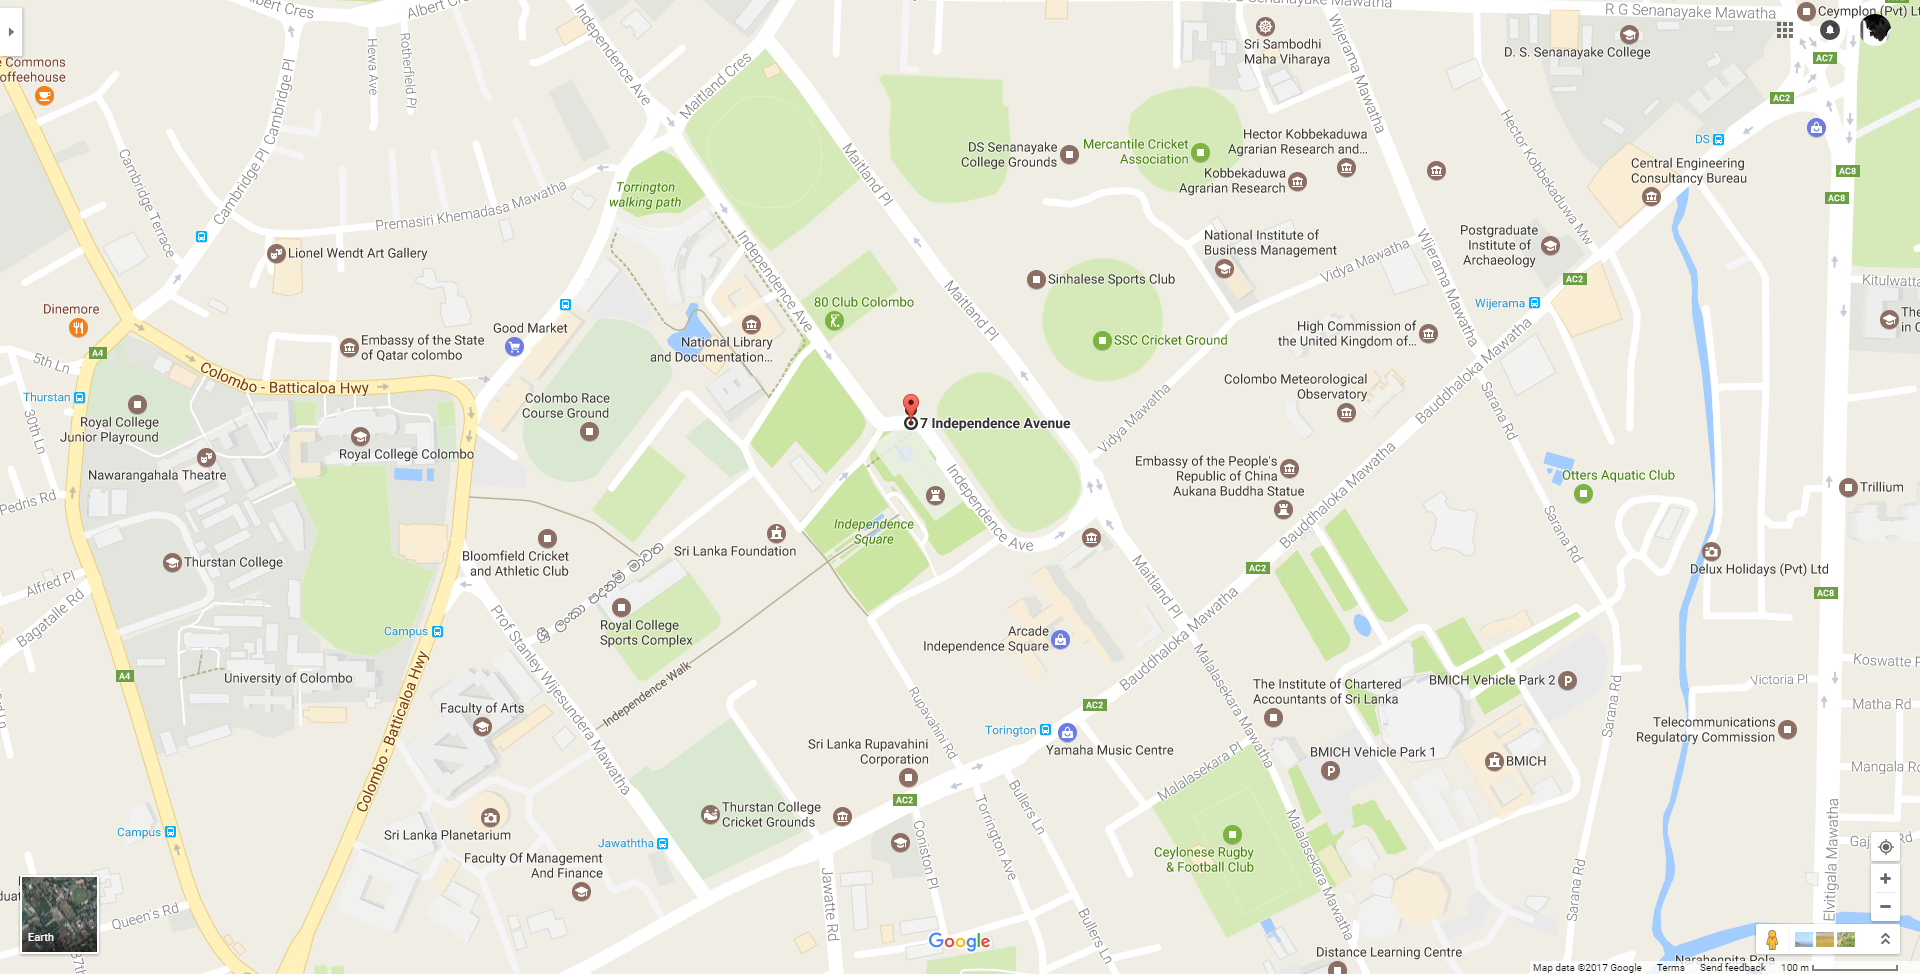 Albert Cres
Albert Cres
R G Senanayake Mawatha
R G Senanayake Mawatha
Ceymplon (Pvt) Lt
e Commons
offeehouse
Hewa Ave
Rotherfield Pl
Independence Ave
Maitland Cres
Sri Sambodhi
Maha Viharaya
Wijerama Mawatha
D. S. Senanayake College
AC7
AC2
DS
Cambridge Pl
Cambridge Pl
Cambridge Terrace
Premasiri Khemadasa Mawatha
Torrington
walking path
Maitland Pl
DS Senanayake
College Grounds
Mercantile Cricket
Association
Hector Kobbekaduwa
Agrarian Research and...
Kobbekaduwa
Agrarian Research
Hector Kobbekaduwa Mw
Central Engineering
Consultancy Bureau
AC8
AC8
Lionel Wendt Art Gallery
Independence Ave
National Institute of
Business Management
Vidya Mawatha
Wijerama Mawatha
Postgraduate
Institute of
Archaeology
AC2
Kitulwatta
Dinemore
Good Market
Embassy of the State
of Qatar colombo
80 Club Colombo
National Library
and Documentation...
Maitland Pl
Sinhalese Sports Club
SSC Cricket Ground
High Commission of
the United Kingdom of...
Wijerama
The
in C
5th Ln
A4
Colombo - Batticaloa Hwy
Thurstan
30th Ln
Royal College
Junior Playround
Nawarangahala Theatre
Royal College Colombo
Colombo Race
Course Ground
7 Independence Avenue
Vidya Mawatha
Colombo Meteorological
Observatory
Bauddhaloka Mawatha
Sarana Rd
Embassy of the People's
Republic of China
Aukana Buddha Statue
Otters Aquatic Club
Trillium
Pedris Rd
Thurstan College
Independence
Square
Independence Ave
Sri Lanka Foundation
Bloomfield Cricket
and Athletic Club
Bauddhaloka Mawatha
AC2
Sarana Rd
Delux Holidays (Pvt) Ltd
AC8
Alfred Pl
Bagatalle Rd
Campus
Prof Stanley Wijesundera Mawatha
Royal College
Sports Complex
Independence Walk
Arcade
Independence Square
Maitland Pl
Bauddhaloka Mawatha
Malalasekara Mawatha
A4
University of Colombo
Colombo - Batticaloa Hwy
Faculty of Arts
Rupavahini Rd
The Institute of Chartered
Accountants of Sri Lanka
BMICH Vehicle Park 2
Koswatte P
Victoria Pl
Matha Rd
Sarana Rd
AC2
Torington
Yamaha Music Centre
Telecommunications
Regulatory Commission
Sri Lanka Rupavahini
Corporation
BMICH Vehicle Park 1
BMICH
Mangala Rd
Malalasekara Pl
AC2
Thurstan College
Cricket Grounds
Sri Lanka Planetarium
Campus
Jawaththa
Faculty Of Management
And Finance
Bullers Ln
Torrington Ave
Coniston Pl
Jawatte Rd
Bullers Ln
Ceylonese Rugby
& Football Club
Malalasekara Mawatha
Sarana Rd
Elvitigala Mawatha
Gaj
Rd
Queen's Rd
Earth
37th
Google
Distance Learning Centre
Narahenpita Pola
Map data ©2017 Google Terms Send feedback 100 m